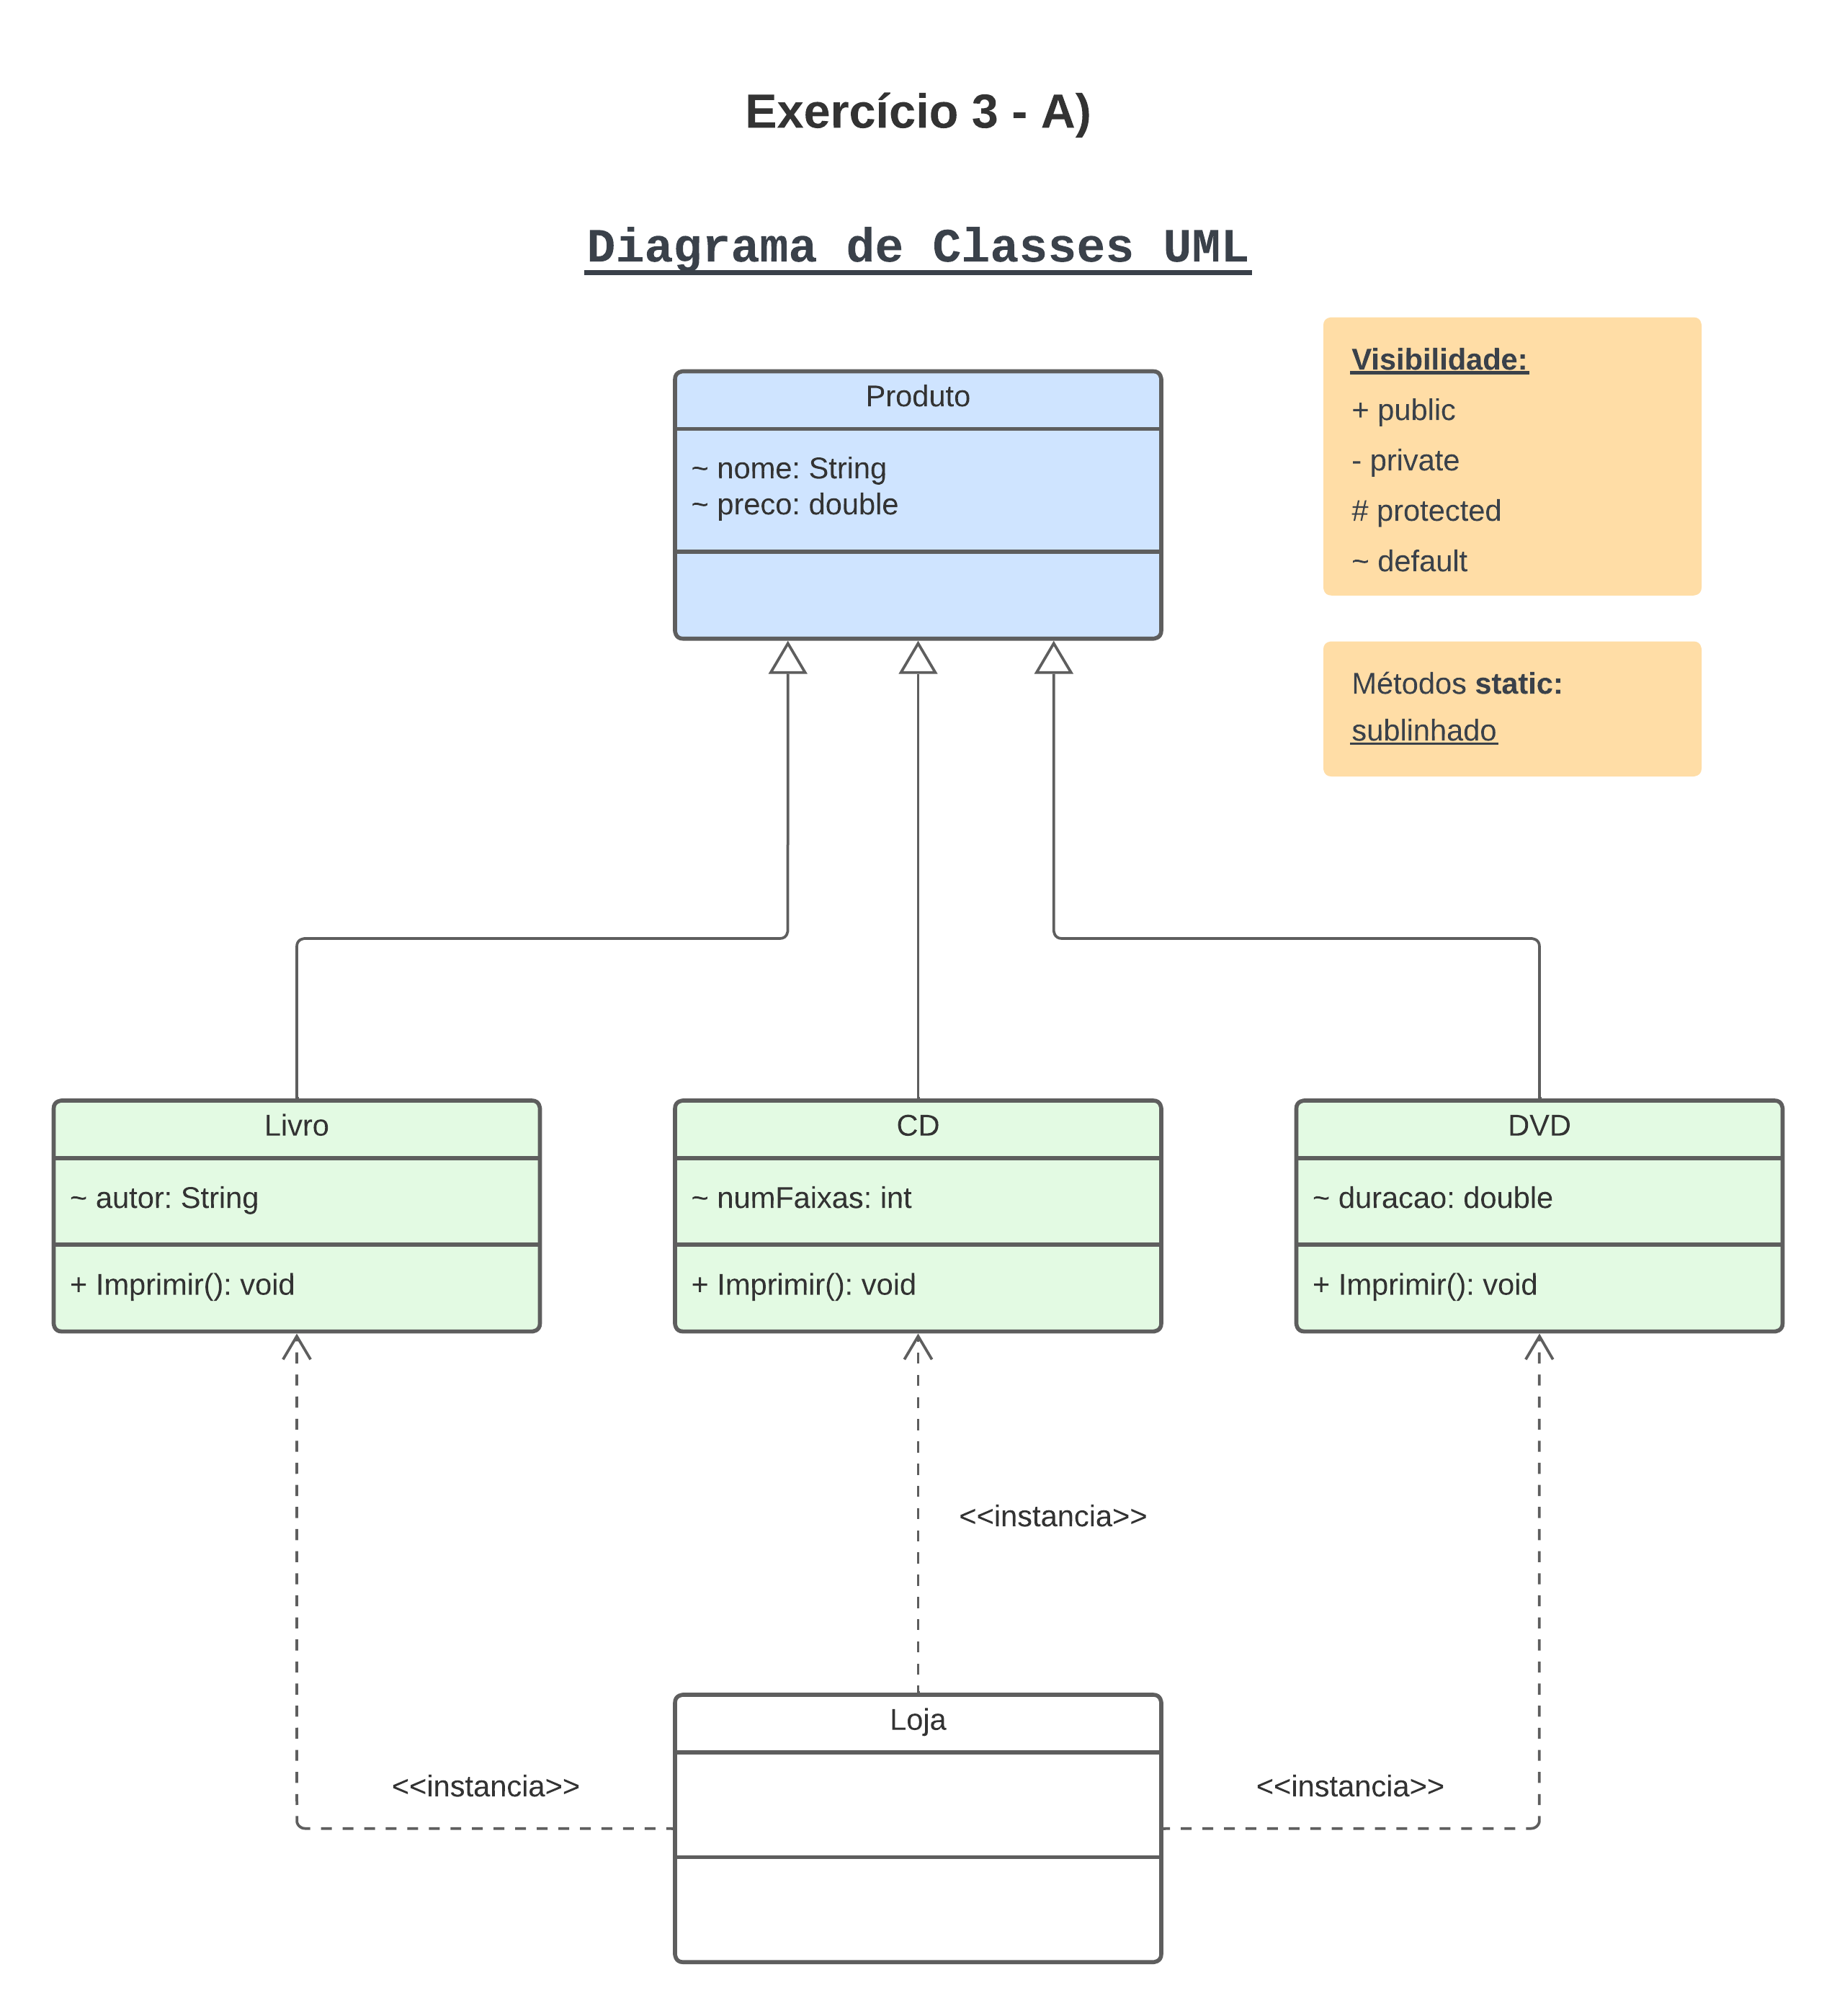 Exercício 3 - A)
Diagrama de Classes UML
Visibilidade:
+ public
- private
# protected
~ default
Produto
~ nome: String
~ preco: double
Métodos static:
sublinhado
Livro
~ autor: String
+ Imprimir(): void
CD
~ numFaixas: int
+ Imprimir(): void
DVD
~ duracao: double
+ Imprimir(): void
<<instancia>>
Loja
<<instancia>>
<<instancia>>